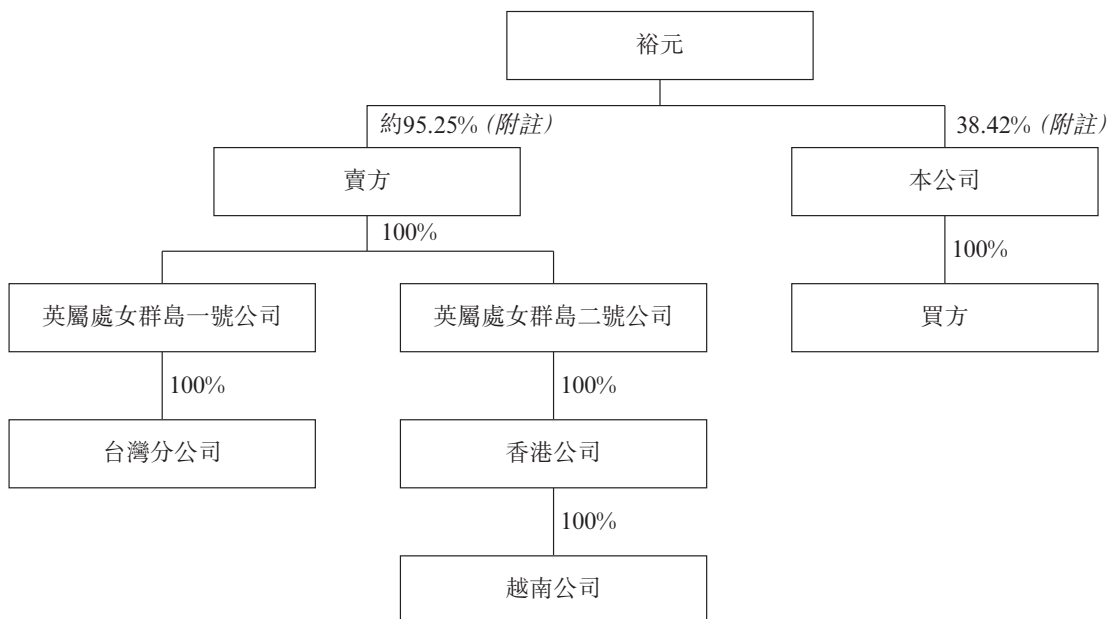 裕元
約95.25% (附註)
38.42% (附註)
賣方
本公司
100%
100%
英屬處女群島一號公司
英屬處女群島二號公司
買方
100%
100%
台灣分公司
香港公司
100%
越南公司